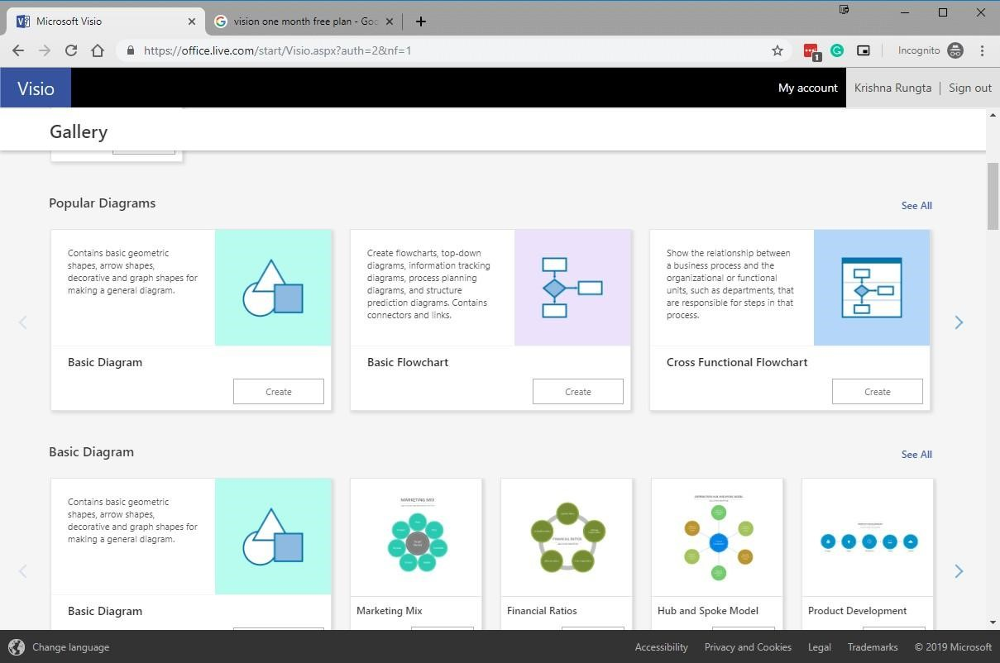 Microsoft Visio
vision one month free plan - Goo
https://office.live.com/start/Visio.aspx?auth=2&nf=1
1
Incognito
Visio
My account
Krishna Rungta
Sign out
Gallery
Popular Diagrams
See All
Contains basic geometric
shapes, arrow shapes,
decorative and graph shapes for
making a general diagram.
Basic Diagram
Create
Create flowcharts, top-down
diagrams, information tracking
diagrams, process planning
diagrams, and structure
prediction diagrams. Contains
connectors and links.
Basic Flowchart
Create
Show the relationship between
a business process and the
organizational or functional
units, such as departments, that
are responsible for steps in that
process.
Cross Functional Flowchart
Create
Basic Diagram
See All
Contains basic geometric
shapes, arrow shapes,
decorative and graph shapes for
making a general diagram.
Basic Diagram
MARKETING MIX
Marketing Mix
FINANCIAL RATIOS
Financial Ratios
DISTRIBUTION HUB AND SPOKE MODEL
Hub and Spoke Model
PRODUCT DEVELOPMENT
Product Development
Change language
Accessibility
Privacy and Cookies
Legal
Trademarks
© 2019 Microsoft